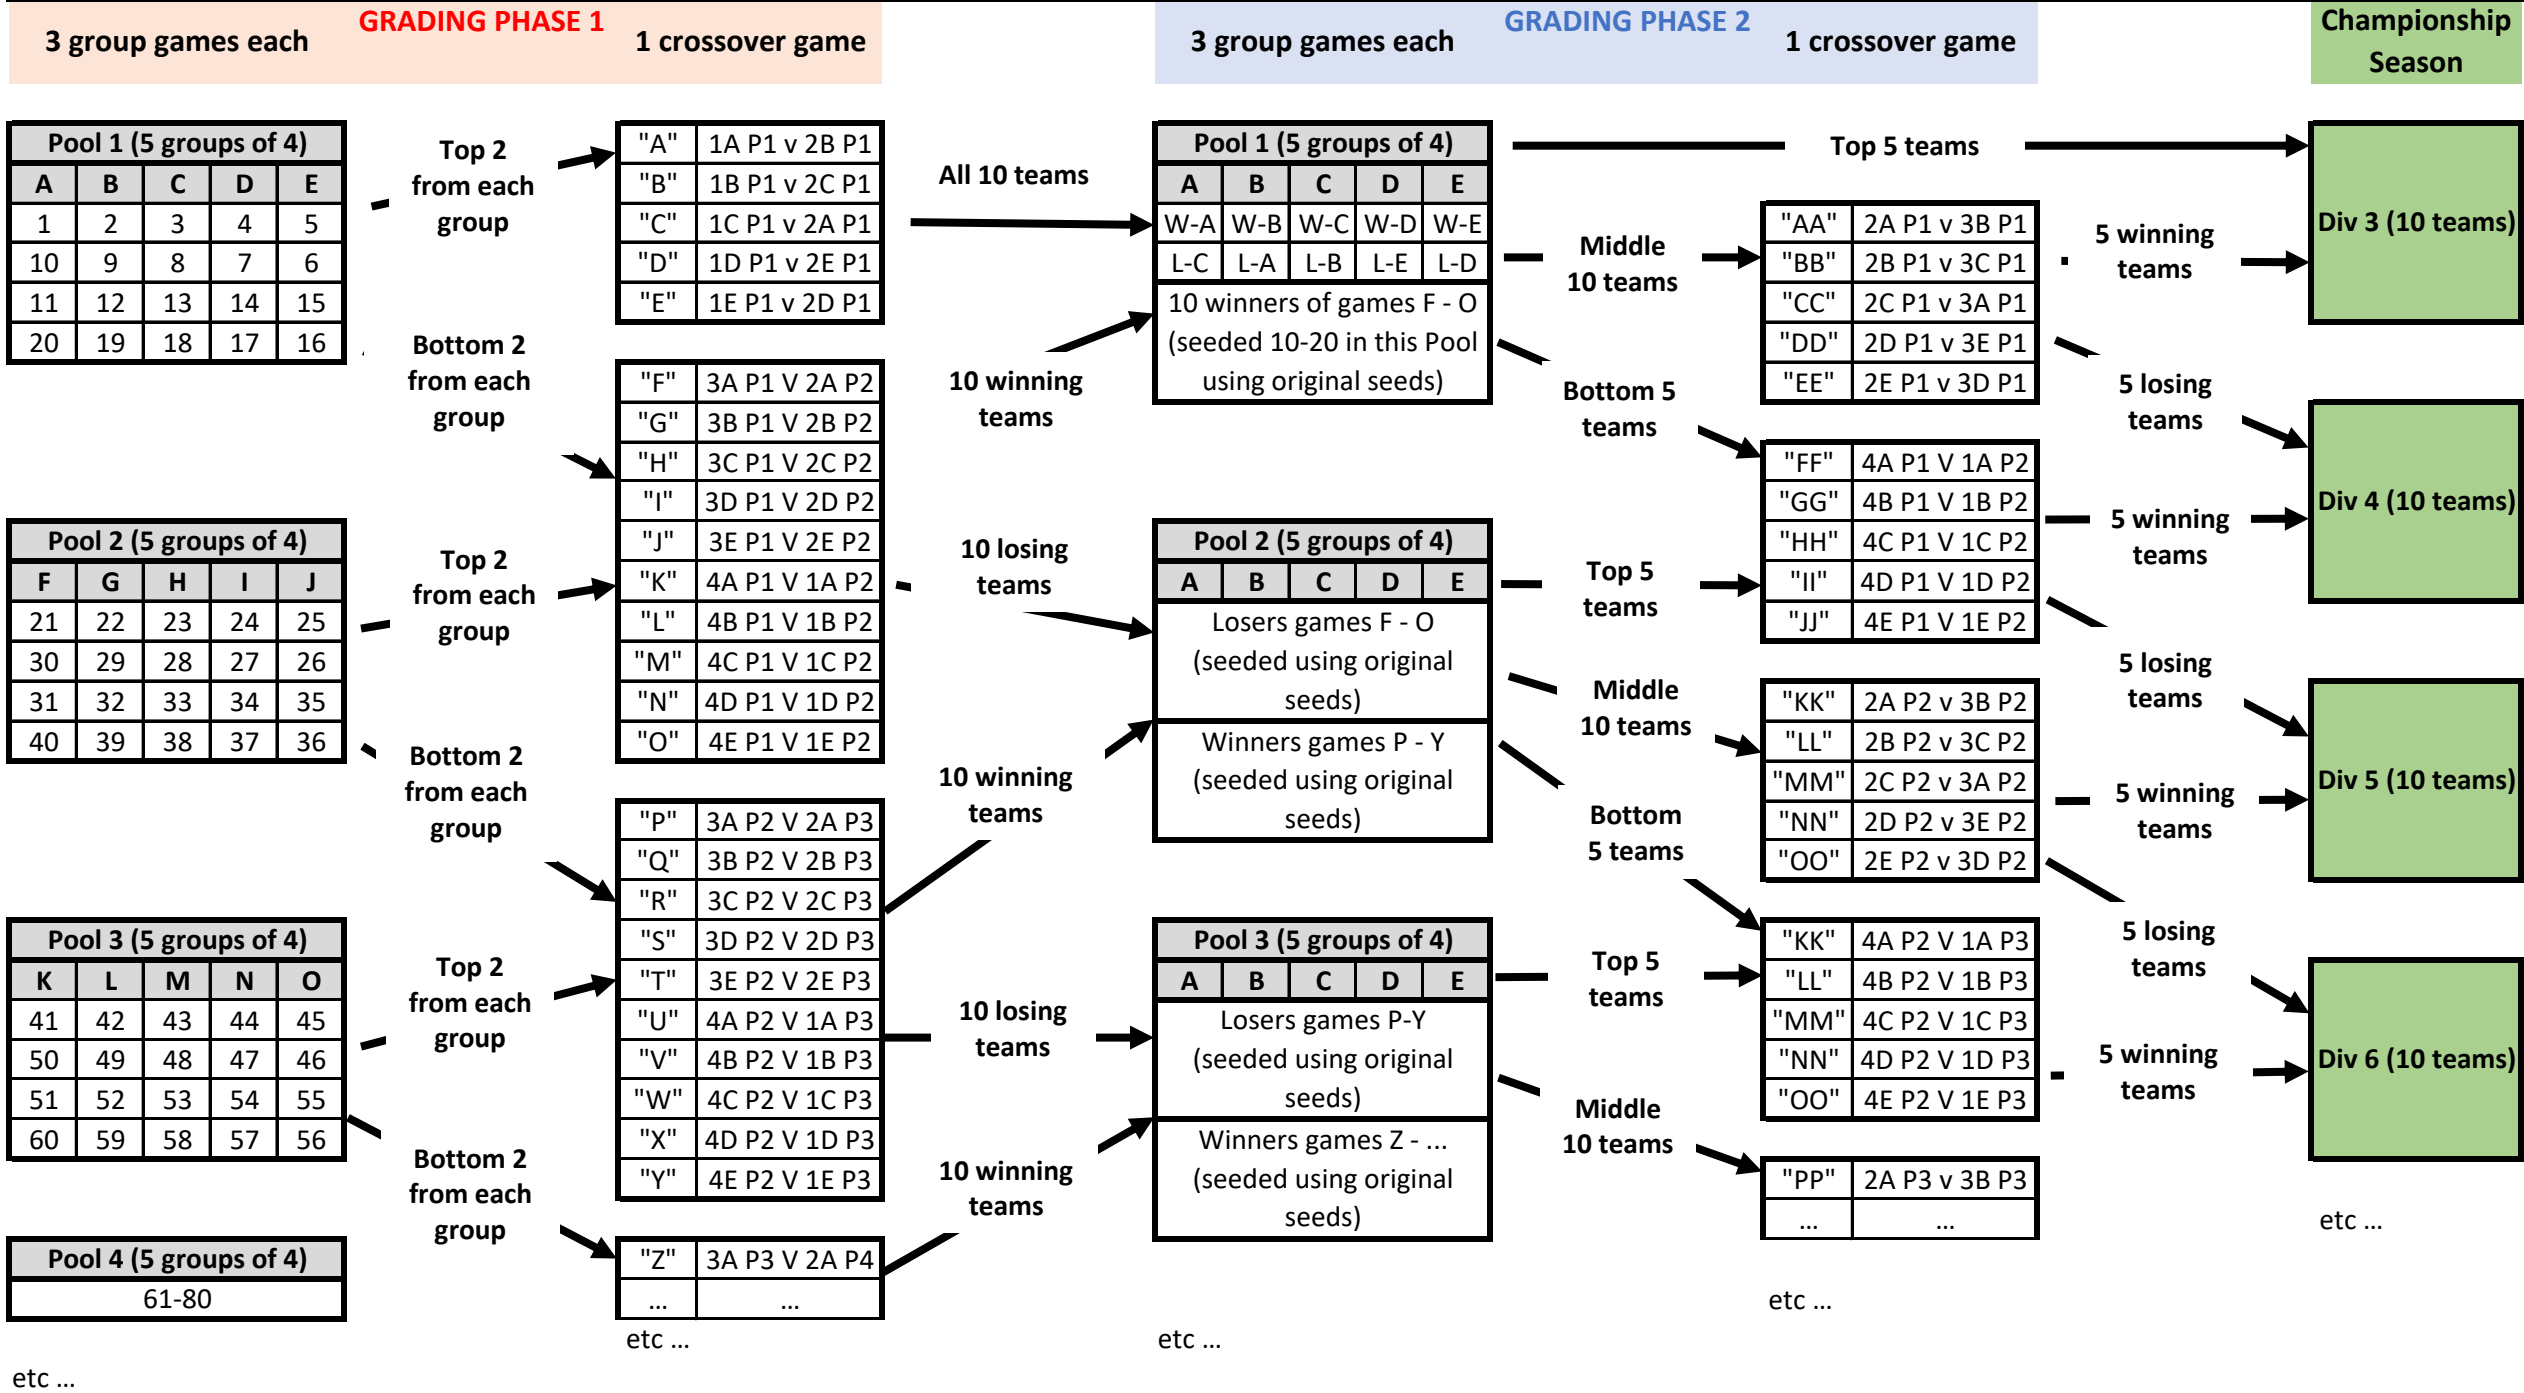 GRADING PHASE 1
3 group games each
1 crossover game
GRADING PHASE 2
3 group games each
1 crossover game
Championship
Season
Pool 1 (5 groups of 4)
A B C D E
1 2 3 4 5
10 9 8 7 6
11 12 13 14 15
20 19 18 17 16
Pool 2 (5 groups of 4)
F G H I J
21 22 23 24 25
30 29 28 27 26
31 32 33 34 35
40 39 38 37 36
Pool 3 (5 groups of 4)
K L M N O
41 42 43 44 45
50 49 48 47 46
51 52 53 54 55
60 59 58 57 56
Pool 4 (5 groups of 4)
61-80
etc ...
Top 2
from each
group
Bottom 2
from each
group
Top 2
from each
group
Bottom 2
from each
group
Top 2
from each
group
Bottom 2
from each
group
"A" 1A P1 v 2B P1
"B" 1B P1 v 2C P1
"C" 1C P1 v 2A P1
"D" 1D P1 v 2E P1
"E" 1E P1 v 2D P1
"F" 3A P1 V 2A P2
"G" 3B P1 V 2B P2
"H" 3C P1 V 2C P2
"I" 3D P1 V 2D P2
"J" 3E P1 V 2E P2
"K" 4A P1 V 1A P2
"L" 4B P1 V 1B P2
"M" 4C P1 V 1C P2
"N" 4D P1 V 1D P2
"O" 4E P1 V 1E P2
"P" 3A P2 V 2A P3
"Q" 3B P2 V 2B P3
"R" 3C P2 V 2C P3
"S" 3D P2 V 2D P3
"T" 3E P2 V 2E P3
"U" 4A P2 V 1A P3
"V" 4B P2 V 1B P3
"W" 4C P2 V 1C P3
"X" 4D P2 V 1D P3
"Y" 4E P2 V 1E P3
"Z" 3A P3 V 2A P4
... ...
etc ...
All 10 teams
10 winning
teams
10 losing
teams
10 winning
teams
10 losing
teams
10 winning
teams
Pool 1 (5 groups of 4)
A B C D E
W-A W-B W-C W-D W-E
L-C L-A L-B L-E L-D
10 winners of games F - O
(seeded 10-20 in this Pool
using original seeds)
Pool 2 (5 groups of 4)
A B C D E
Losers games F - O
(seeded using original
seeds)
Winners games P - Y
(seeded using original
seeds)
Pool 3 (5 groups of 4)
A B C D E
Losers games P-Y
(seeded using original
seeds)
Winners games Z - ...
(seeded using original
seeds)
etc ...
Top 5 teams
Middle
10 teams
Bottom 5
teams
Top 5
teams
Middle
10 teams
Bottom
5 teams
Top 5
teams
Middle
10 teams
"AA" 2A P1 v 3B P1
"BB" 2B P1 v 3C P1
"CC" 2C P1 v 3A P1
"DD" 2D P1 v 3E P1
"EE" 2E P1 v 3D P1
"FF" 4A P1 V 1A P2
"GG" 4B P1 V 1B P2
"HH" 4C P1 V 1C P2
"II" 4D P1 V 1D P2
"JJ" 4E P1 V 1E P2
"KK" 2A P2 v 3B P2
"LL" 2B P2 v 3C P2
"MM" 2C P2 v 3A P2
"NN" 2D P2 v 3E P2
"OO" 2E P2 v 3D P2
"KK" 4A P2 V 1A P3
"LL" 4B P2 V 1B P3
"MM" 4C P2 V 1C P3
"NN" 4D P2 V 1D P3
"OO" 4E P2 V 1E P3
"PP" 2A P3 v 3B P3
... ...
etc ...
5 winning
teams
5 losing
teams
5 winning
teams
5 losing
teams
5 winning
teams
5 losing
teams
5 winning
teams
Div 3 (10 teams)
Div 4 (10 teams)
Div 5 (10 teams)
Div 6 (10 teams)
etc ...